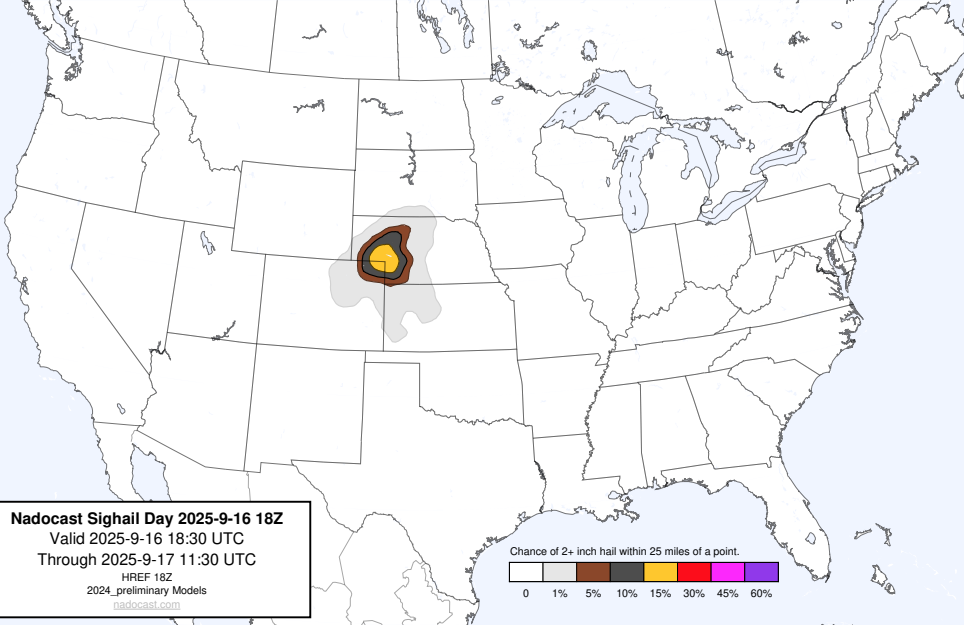 Nadocast Sighail Day 2025-9-16 18Z
Valid 2025-9-16 18:30 UTC
Through 2025-9-17 11:30 UTC
HREF 18Z
2024_preliminary Models
nadocast.com
Chance of 2+ inch hail within 25 miles of a point.
0 1% 5% 10% 15% 30% 45% 60%